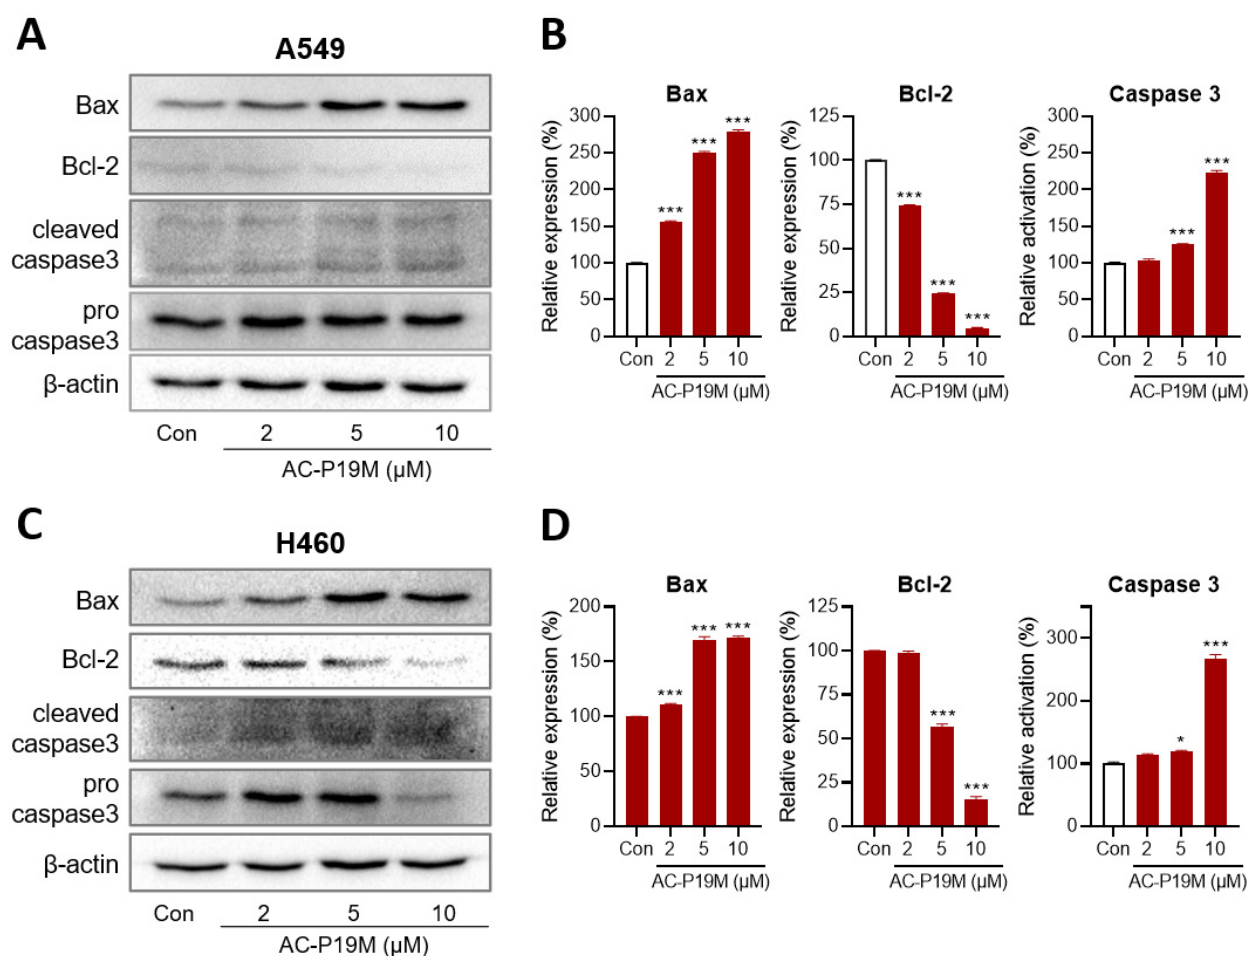 A
A549
Bax
Bcl-2
cleaved
caspase3
pro
caspase3
β-actin
Con 2 5 10
AC-P19M (μM)
B
Bax
Relative expression (%)
300
250
200
150
100
50
0
***
***
***
Con 2 5 10
AC-P19M (μM)
Bcl-2
Relative expression (%)
125
100
75
50
25
0
***
***
***
Con 2 5 10
AC-P19M (μM)
Caspase 3
Relative activation (%)
300
250
200
150
100
50
0
***
***
Con 2 5 10
AC-P19M (μM)
C
H460
Bax
Bcl-2
cleaved
caspase3
pro
caspase3
β-actin
Con 2 5 10
AC-P19M (μM)
D
Bax
Relative expression (%)
200
150
100
50
0
***
***
***
Con 2 5 10
AC-P19M (μM)
Bcl-2
Relative expression (%)
125
100
75
50
25
0
***
***
Con 2 5 10
AC-P19M (μM)
Caspase 3
Relative activation (%)
300
200
100
0
*
***
Con 2 5 10
AC-P19M (μM)